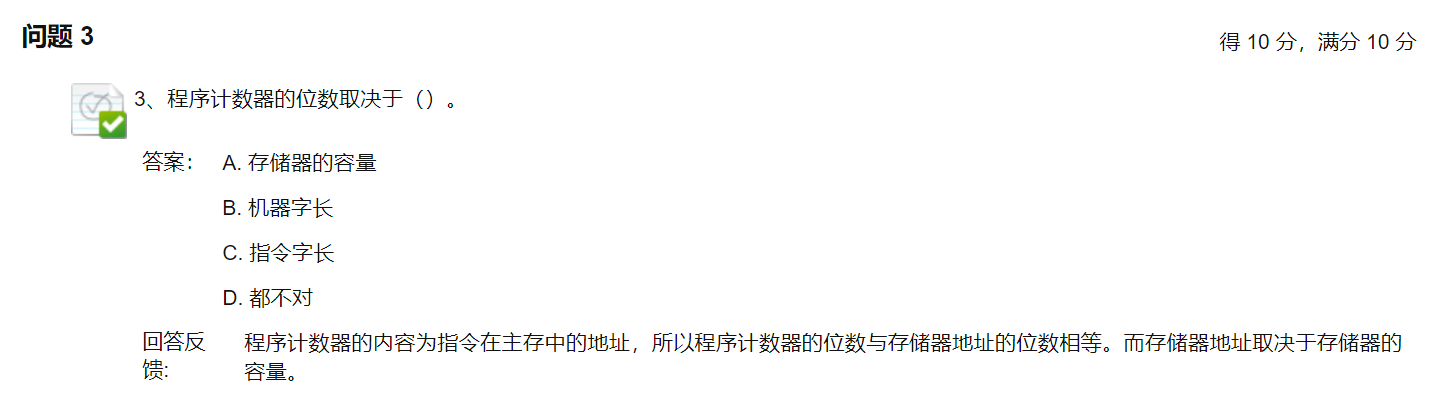 问题 3
得 10 分，满分 10 分
3、程序计数器的位数取决于（）。
答案： A. 存储器的容量
B. 机器字长
C. 指令字长
D. 都不对
回答反馈: 程序计数器的内容为指令在主存中的地址，所以程序计数器的位数与存储器地址的位数相等。而存储器地址取决于存储器的
容量。